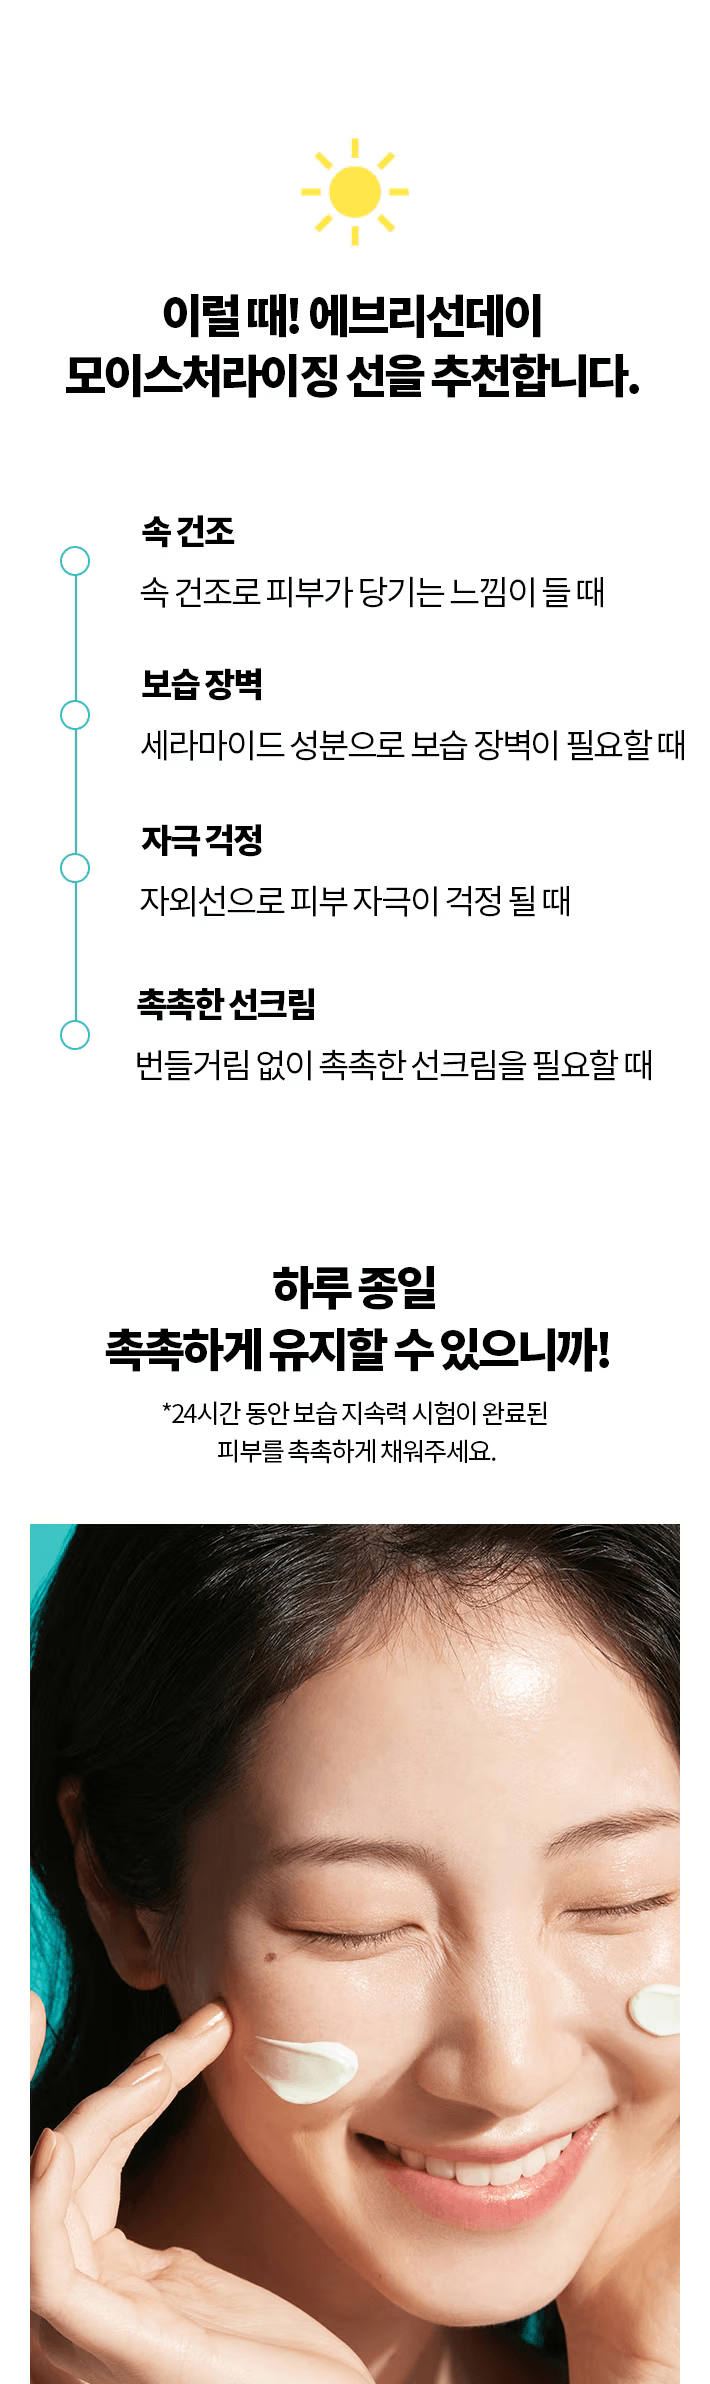 이럴 때! 에브리선데이
모이스처라이징 선을 추천합니다.
속 건조
속 건조로 피부가 당기는 느낌이 들 때
보습 장벽
세라마이드 성분으로 보습 장벽이 필요할 때
자극 걱정
자외선으로 피부 자극이 걱정 될 때
촉촉한 선크림
번들거림 없이 촉촉한 선크림을 필요할 때
하루 종일
촉촉하게 유지할 수 있으니까!
*24시간 동안 보습 지속력 시험이 완료된
피부를 촉촉하게 채워주세요.